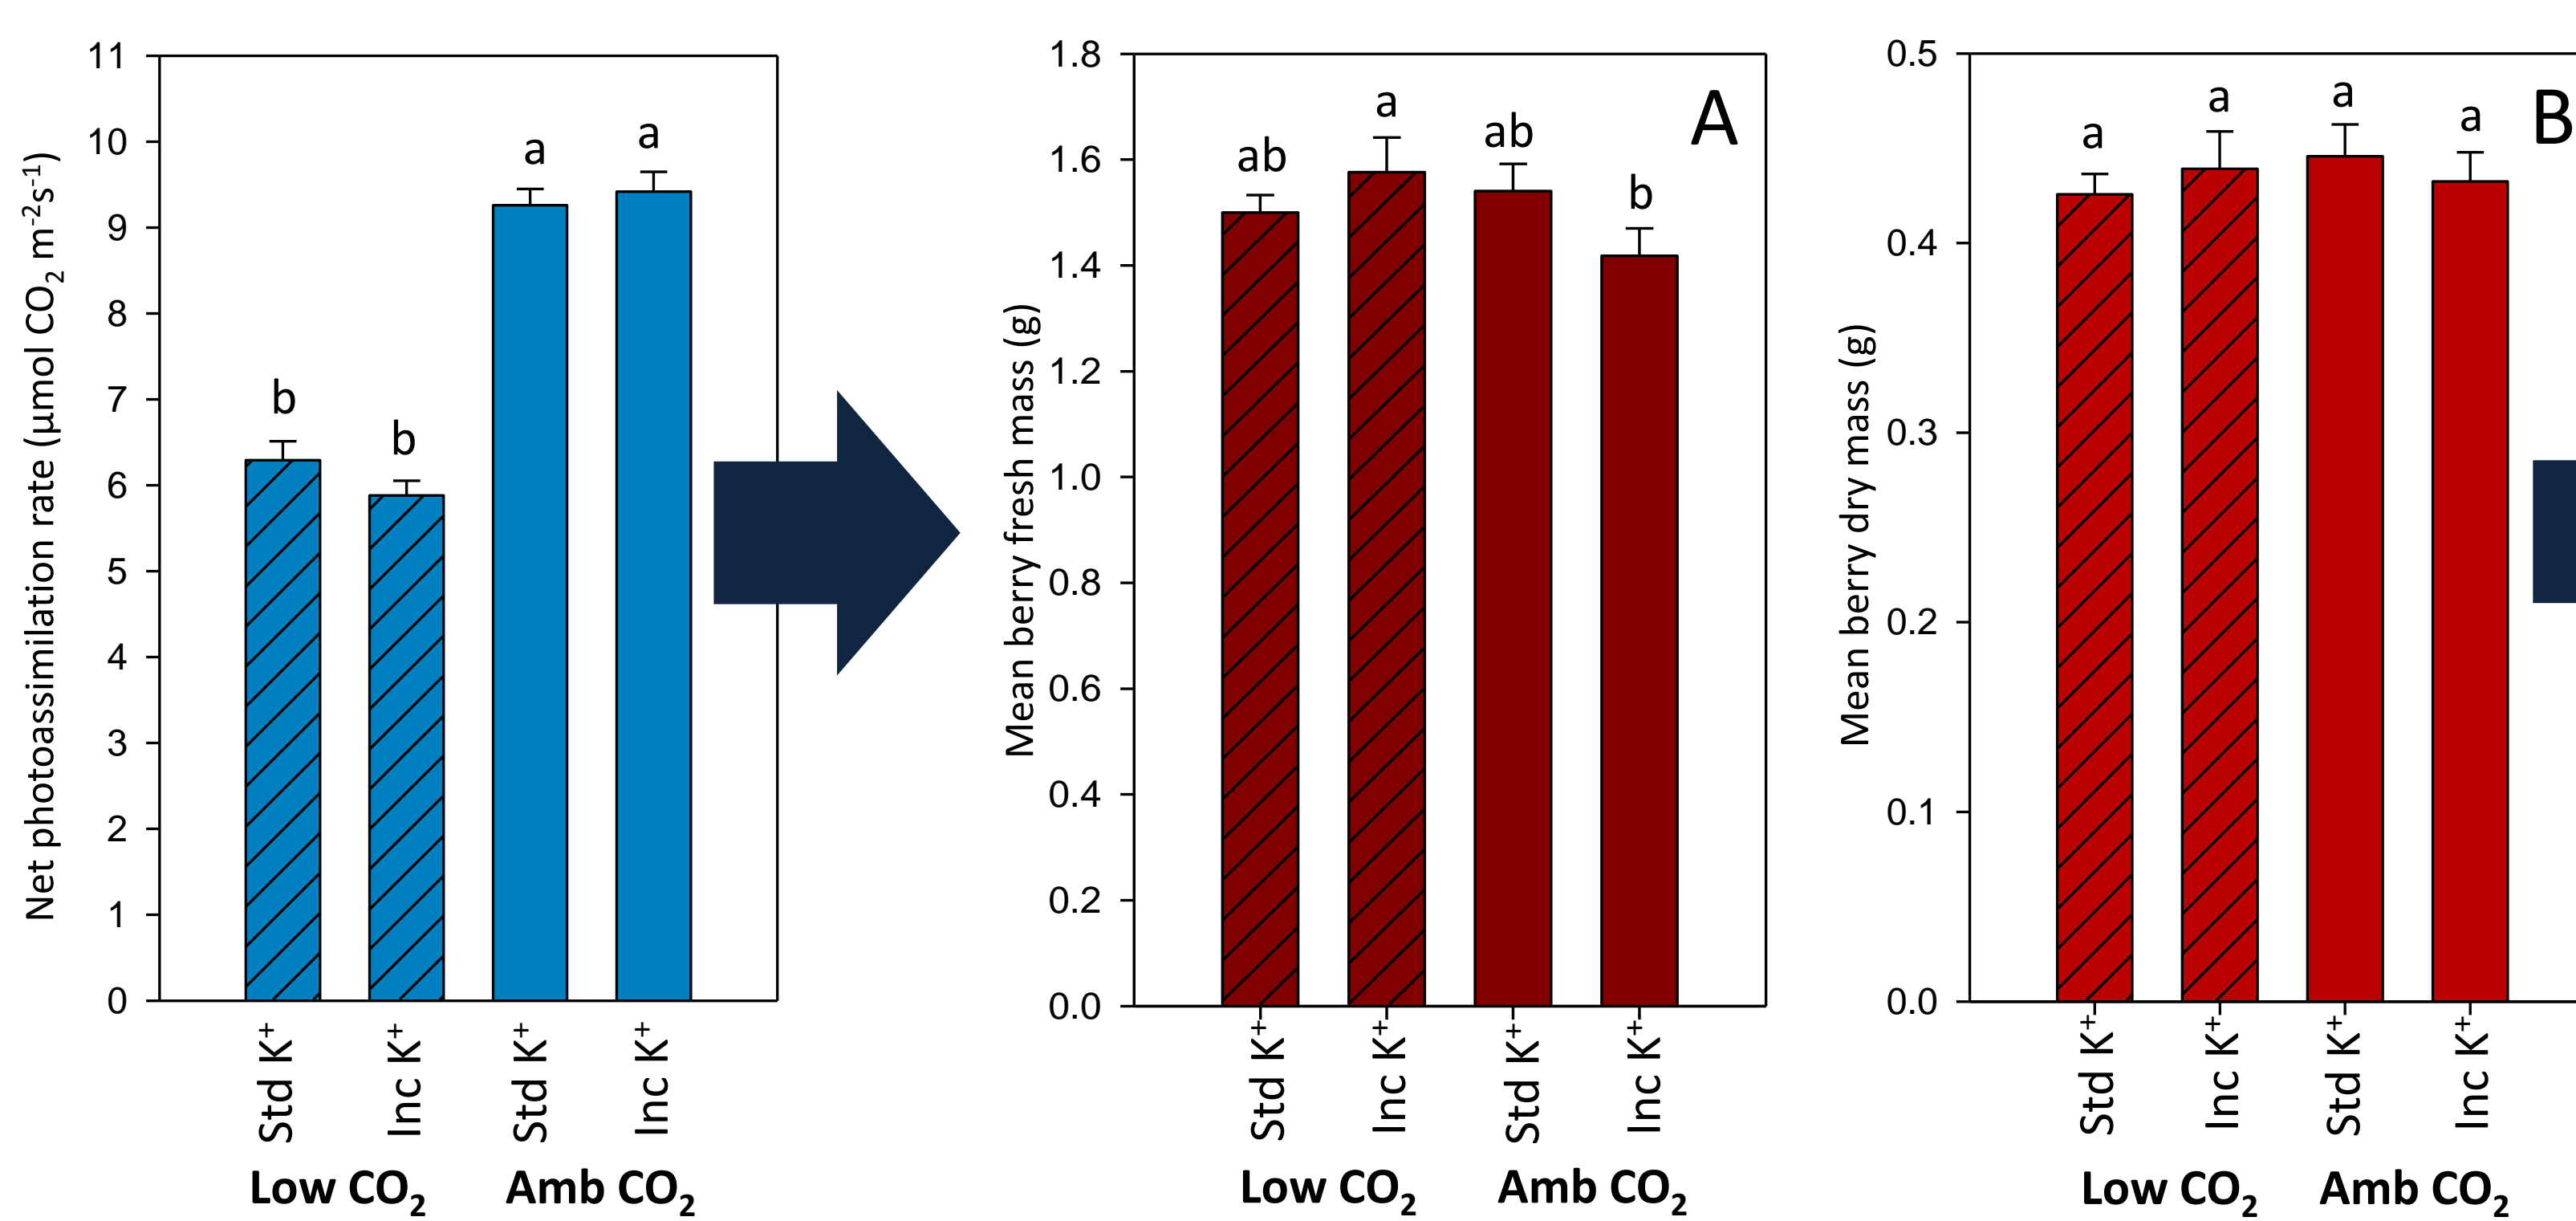 Net photoassimilation rate (µmol CO₂ m⁻²s⁻¹)
11
10
9
8
7
6
5
4
3
2
1
0
b
b
a
a
Std K⁺
Inc K⁺
Std K⁺
Inc K⁺
Low CO₂
Amb CO₂
Mean berry fresh mass (g)
1.8
1.6
1.4
1.2
1.0
0.8
0.6
0.4
0.2
0.0
ab
a
ab
b
A
Std K⁺
Inc K⁺
Std K⁺
Inc K⁺
Low CO₂
Amb CO₂
Mean berry dry mass (g)
0.5
0.4
0.3
0.2
0.1
0.0
a
a
a
a
B
Std K⁺
Inc K⁺
Std K⁺
Inc K⁺
Low CO₂
Amb CO₂